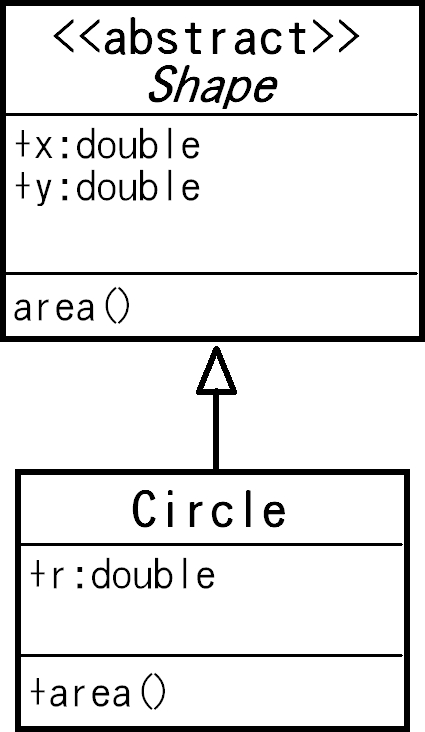 <<abstract>>
Shape
+x:double
+y:double
area()
Circle
+r:double
+area()